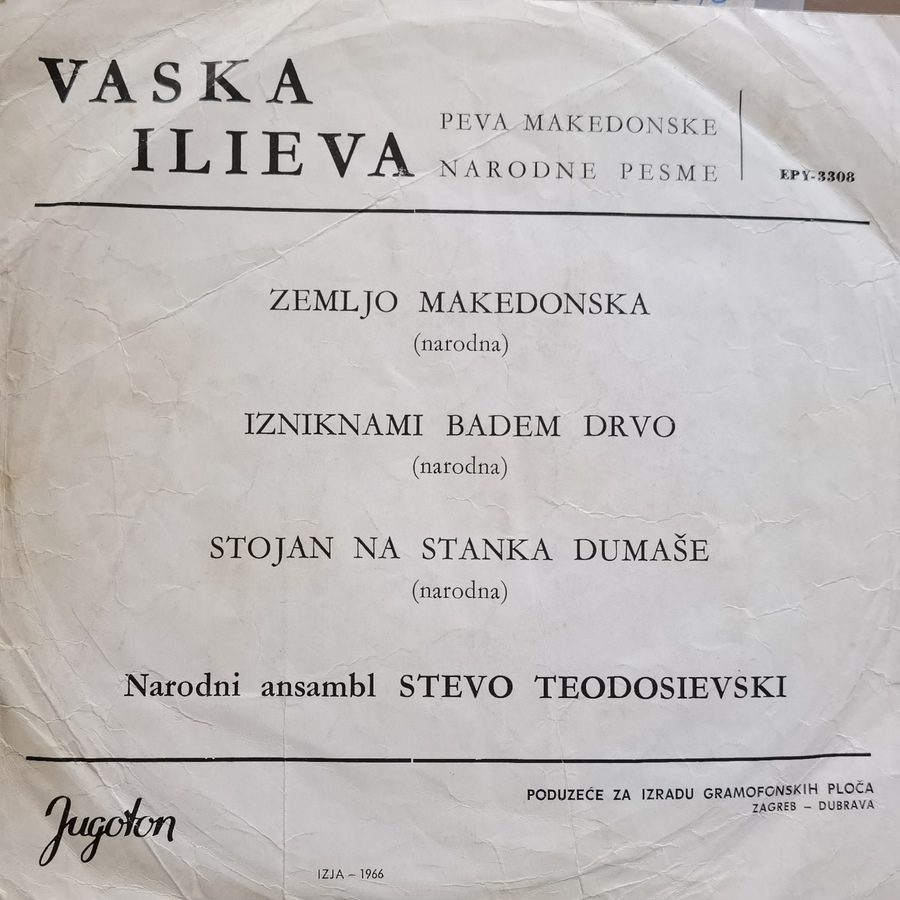 VASKA
ILIEVA
PEVA MAKEDONSKE
NARODNE PESME
EPY-3308
ZEMLJO MAKEDONSKA
(narodna)
IZNIKNAMI BADEM DRVO
(narodna)
STOJAN NA STANKA DUMAŠE
(narodna)
Narodni ansambl STEVO TEODOSIEVSKI
Jugoton
PODUZEĆE ZA IZRADU GRAMOFONSKIH PLOČA
ZAGREB – DUBRAVA
IZJA – 1966